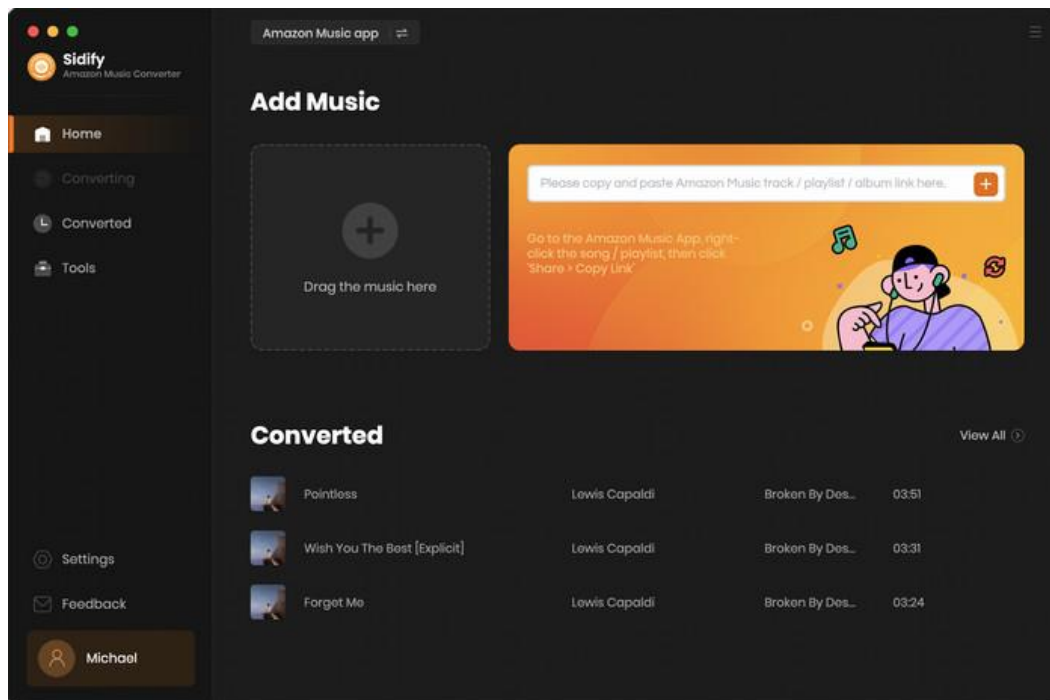 Sidify
Amazon Music Converter
Home
Converting
Converted
Tools
Settings
Feedback
Michael
Amazon Music app
Add Music
Drag the music here
Please copy and paste Amazon Music track / playlist / album link here.
Go to the Amazon Music App, right-
click the song / playlist, then click
'Share > Copy Link'
Converted
View All
Pointless Lewis Capaldi Broken By Des... 03:51
Wish You The Best [Explicit] Lewis Capaldi Broken By Des... 03:31
Forget Me Lewis Capaldi Broken By Des... 03:24